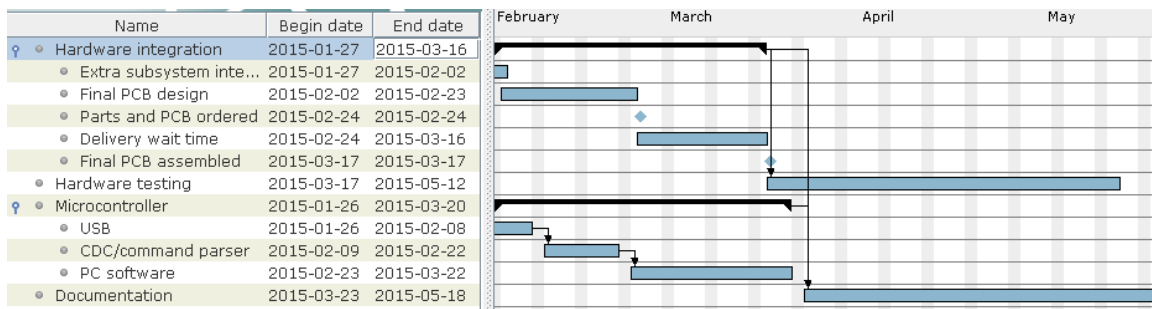 Name Begin date End date February March April May
Hardware integration 2015-01-27 2015-03-16
Extra subsystem inte... 2015-01-27 2015-02-02
Final PCB design 2015-02-02 2015-02-23
Parts and PCB ordered 2015-02-24 2015-02-24
Delivery wait time 2015-02-24 2015-03-16
Final PCB assembled 2015-03-17 2015-03-17
Hardware testing 2015-03-17 2015-05-12
Microcontroller 2015-01-26 2015-03-20
USB 2015-01-26 2015-02-08
CDC/command parser 2015-02-09 2015-02-22
PC software 2015-02-23 2015-03-22
Documentation 2015-03-23 2015-05-18